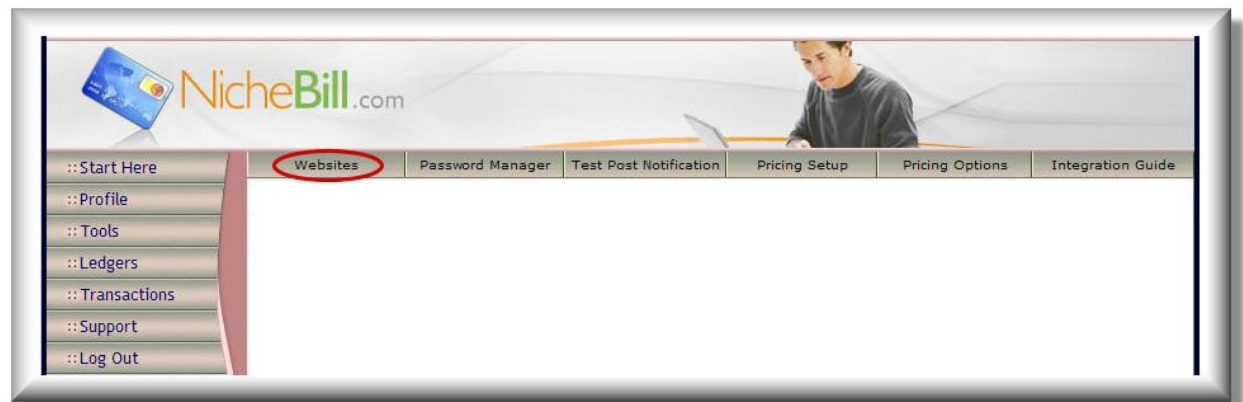 NicheBill.com
Websites Password Manager Test Post Notification Pricing Setup Pricing Options Integration Guide
::Start Here
::Profile
::Tools
::Ledgers
::Transactions
::Support
::Log Out